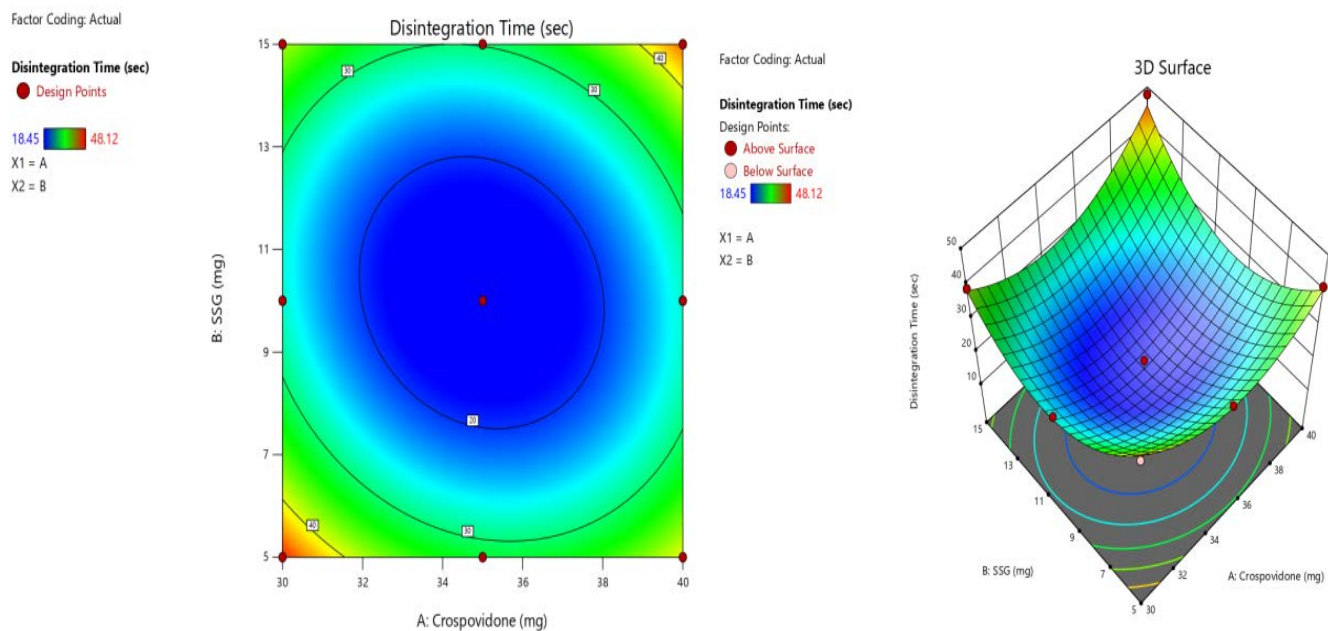 Factor Coding: Actual
Disintegration Time (sec)
Design Points
18.45 48.12
X1 = A
X2 = B
Disintegration Time (sec)
15
13
11
9
7
5
B: SSG (mg)
30
30
40
20
40
30
30 32 34 36 38 40
A: Crospovidone (mg)
Factor Coding: Actual
Disintegration Time (sec)
Design Points:
Above Surface
Below Surface
18.45 48.12
X1 = A
X2 = B
3D Surface
50
40
30
20
10
Disintegration Time (sec)
15
13
11
9
7
5
B: SSG (mg)
30
32
34
36
38
40
A: Crospovidone (mg)